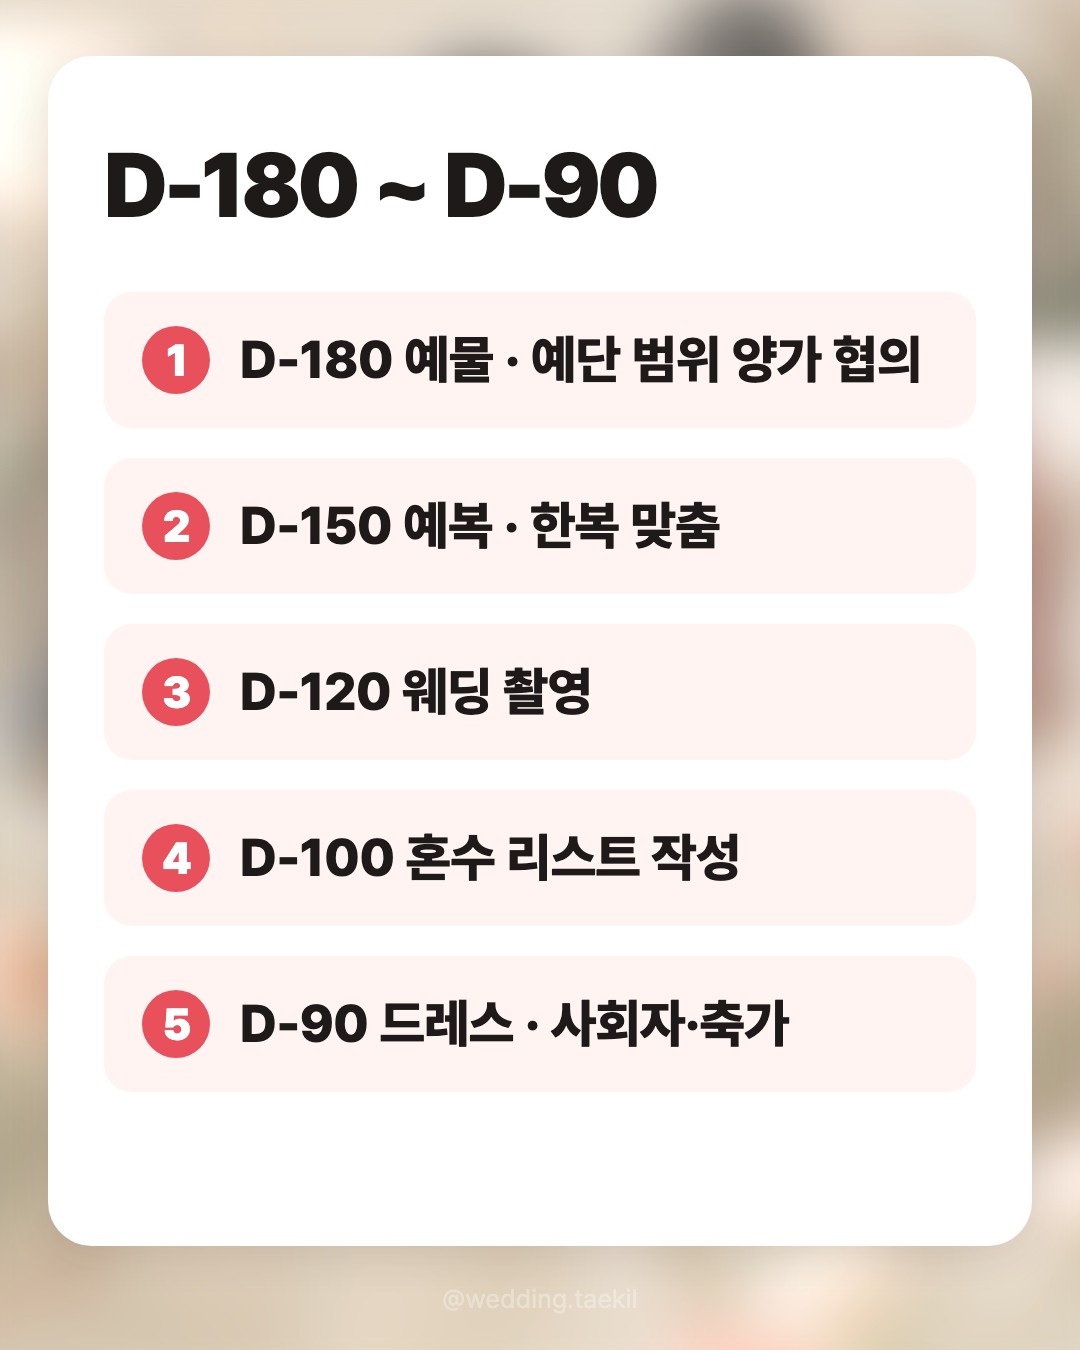 D-180 ~ D-90
1 D-180 예물 · 예단 범위 양가 협의
2 D-150 예복 · 한복 맞춤
3 D-120 웨딩 촬영
4 D-100 혼수 리스트 작성
5 D-90 드레스 · 사회자·축가
@wedding.taekil